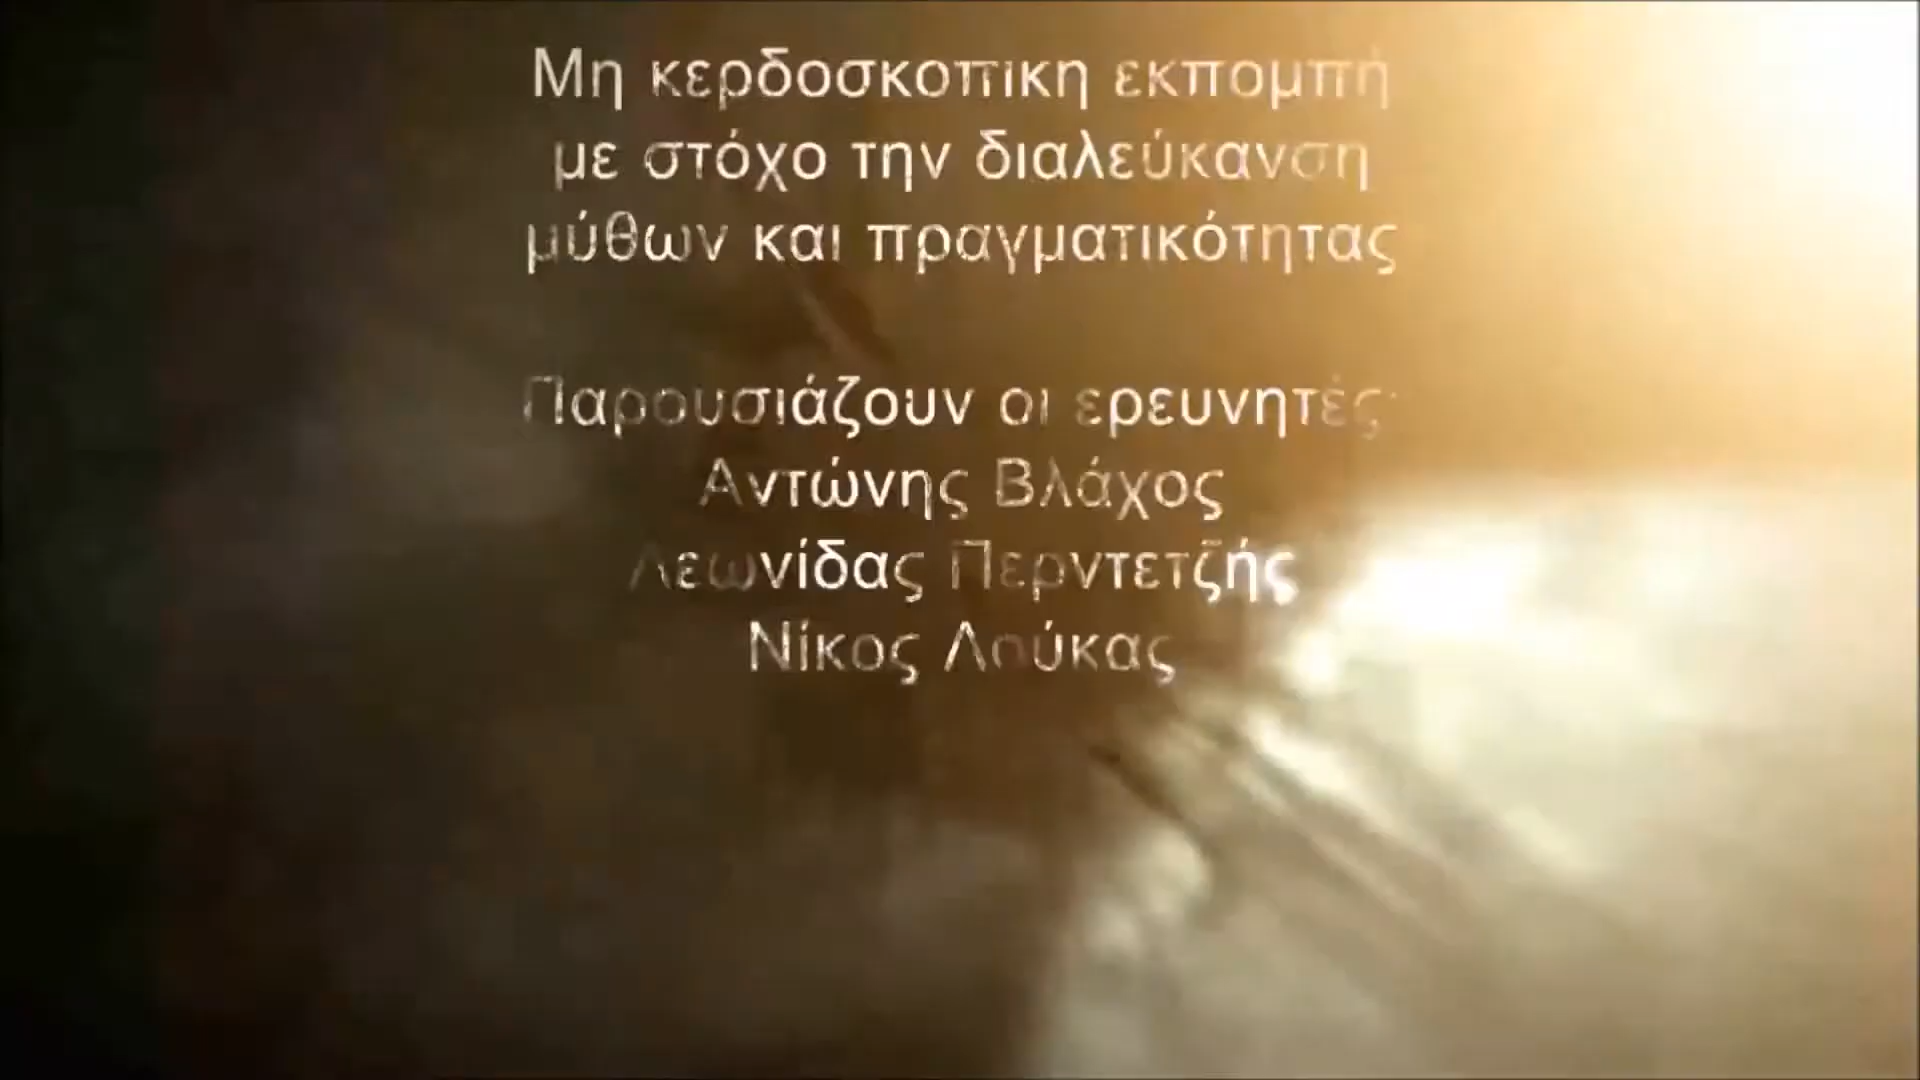 Μη κερδοσκοπικη εκπομπή
με στόχο την διαλεύκανση
μύθων και πραγματικότητας
Παρουσιάζουν οι ερευνητές:
Αντώνης Βλάχος
Λεωνίδας Περντετζής
Νίκος Λούκας